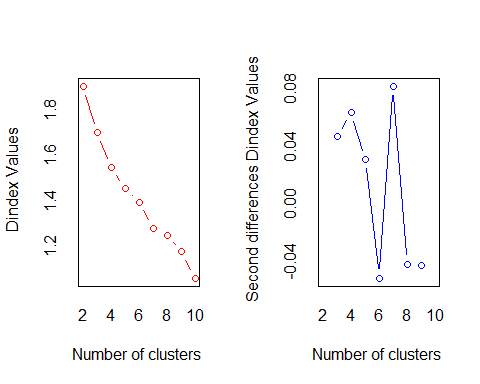 Dindex Values
1.2 1.4 1.6 1.8
2 4 6 8 10
Number of clusters
Second differences Dindex Values
-0.04 0.00 0.04 0.08
2 4 6 8 10
Number of clusters